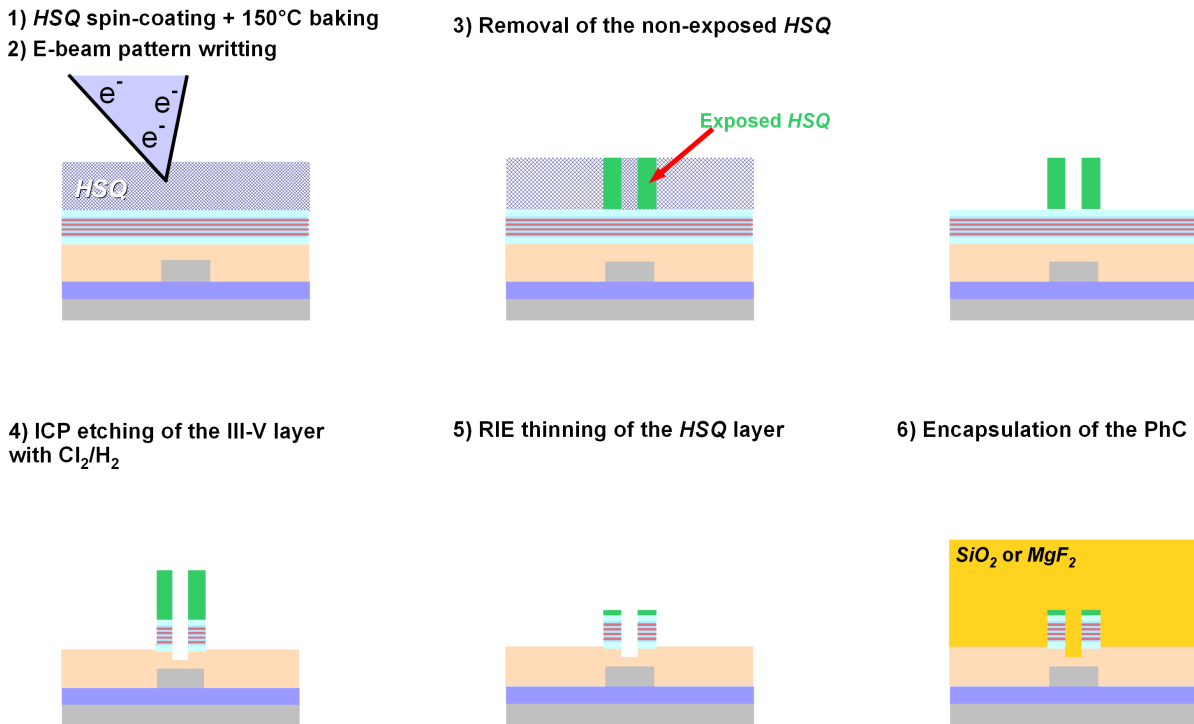 1) HSQ spin-coating + 150°C baking
2) E-beam pattern writting
e⁻
e⁻
e⁻
HSQ
3) Removal of the non-exposed HSQ
Exposed HSQ
4) ICP etching of the III-V layer
with Cl₂/H₂
5) RIE thinning of the HSQ layer
6) Encapsulation of the PhC
SiO₂ or MgF₂